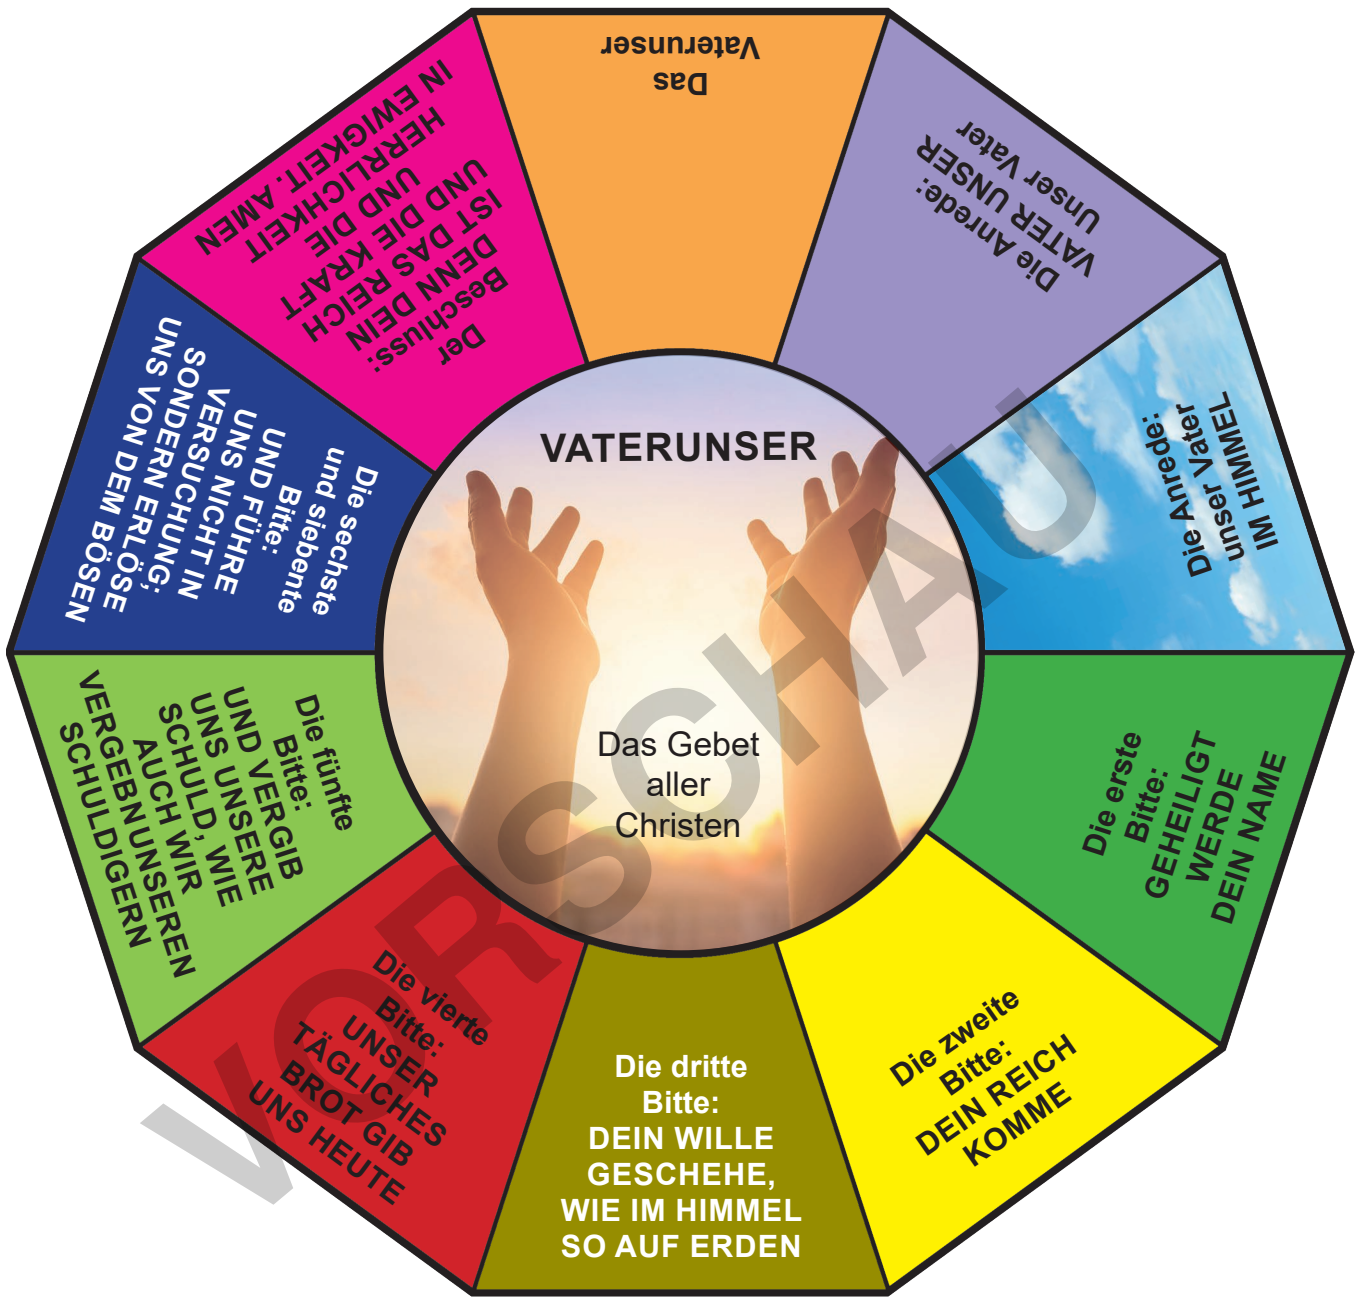 VATERUNSER
Das Gebet
aller
Christen
Das
Vaterunser
Die Anrede:
VATER UNSER
Unser Vater
Die Anrede:
unser Vater
IM HIMMEL
Die erste
Bitte:
GEHEILIGT
WERDE
DEIN NAME
Die zweite
Bitte:
DEIN REICH
KOMME
Die dritte
Bitte:
DEIN WILLE
GESCHEHE,
WIE IM HIMMEL
SO AUF ERDEN
Die vierte
Bitte:
UNSER
TÄGLICHES
BROT GIB
UNS HEUTE
Die fünfte
Bitte:
UND VERGIB
UNS UNSERE
SCHULD, WIE
AUCH WIR
VERGEBN UNSEREN
SCHULDIGERN
Die sechste
und siebente
Bitte:
UND FÜHRE
UNS NICHT IN
VERSUCHUNG;
SONDERN ERLÖSE
UNS VON DEM BÖSEN
Der
Beschluss:
DENN DEIN
IST DAS REICH
UND DIE KRAFT
UND DIE
HERRLICHKEIT
IN EWIGKEIT. AMEN
VORSCHAU